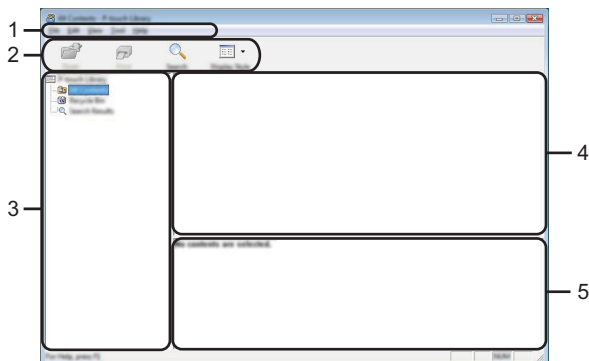 All Contents - P-touch Library
1
File Edit View Tool Help
2
Open Print Search Display Style
P-touch Library
All Contents
Recycle Bin
Search Results
3
4
No contents are selected.
5
For Help, press F1
NUM